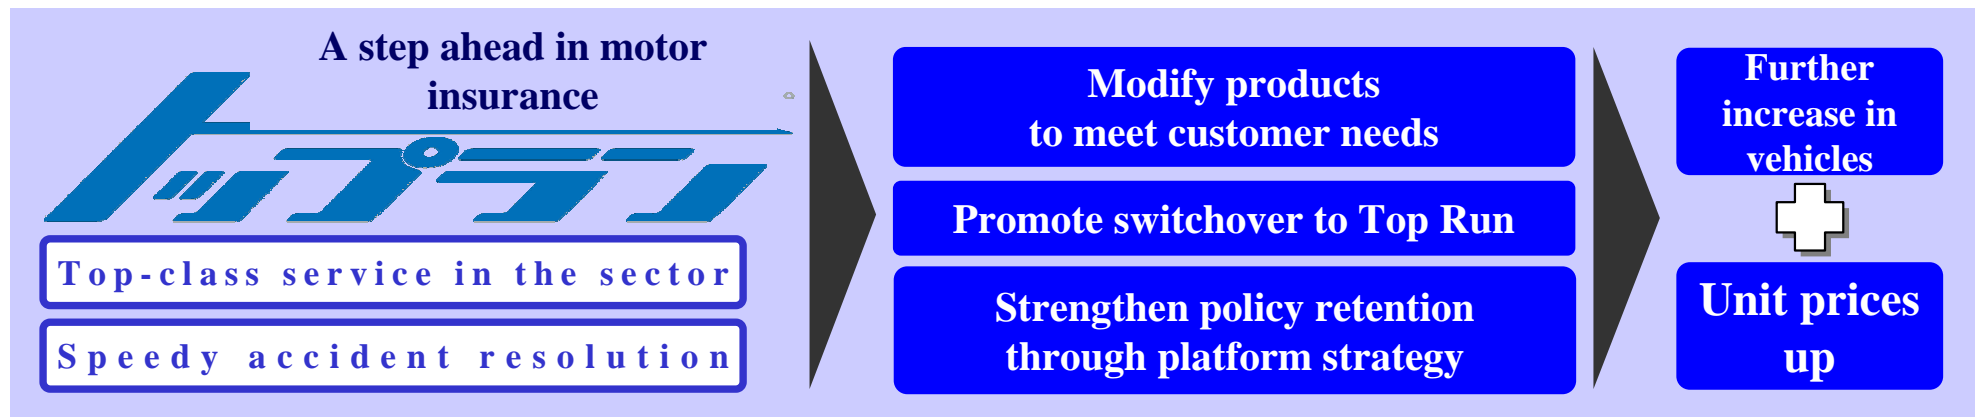 A step ahead in motor
insurance
トップラン
Top-class service in the sector
Speedy accident resolution
Modify products
to meet customer needs
Promote switchover to Top Run
Strengthen policy retention
through platform strategy
Further
increase in
vehicles
Unit prices
up